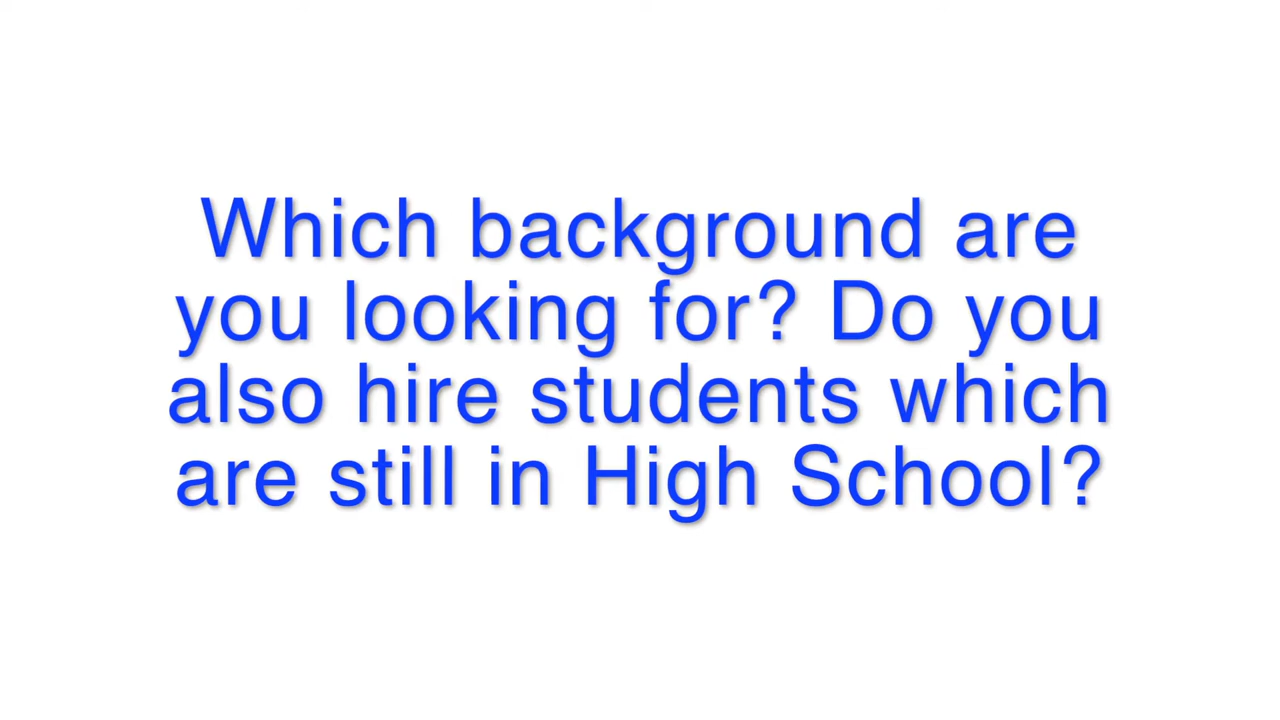 Which background are
you looking for? Do you
also hire students which
are still in High School?